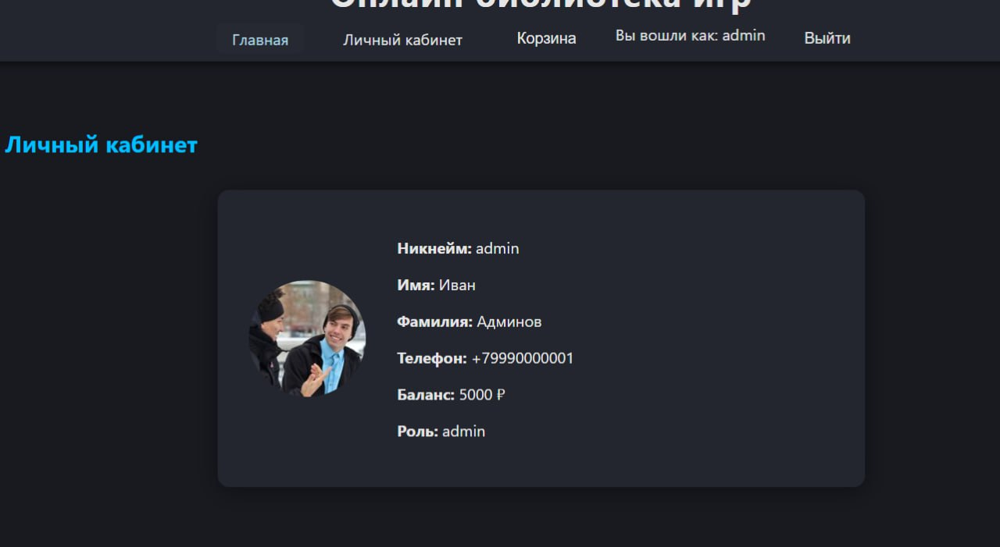 Онлайн библиотека игр
Главная Личный кабинет Корзина Вы вошли как: admin Выйти
Личный кабинет
Никнейм: admin
Имя: Иван
Фамилия: Админов
Телефон: +79990000001
Баланс: 5000 ₽
Роль: admin